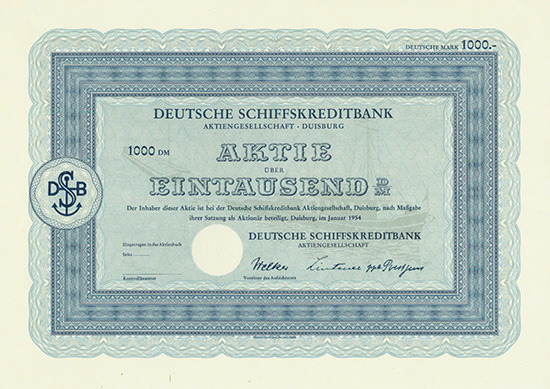 DEUTSCHE MARK 1000.-
DEUTSCHE SCHIFFSKREDITBANK
AKTIENGESELLSCHAFT · DUISBURG
1000 DM
AKTIE
ÜBER
EINTAUSEND DM
DSB
Der Inhaber dieser Aktie ist bei der Deutsche Schiffskreditbank Aktiengesellschaft, Duisburg, nach Maßgabe
ihrer Satzung als Aktionär beteiligt. Duisburg, im Januar 1954
Eingetragen in das Aktienbuch
DEUTSCHE SCHIFFSKREDITBANK
AKTIENGESELLSCHAFT
Seite
Kontrollbeamter
Vorsitzer des Aufsichtsrats